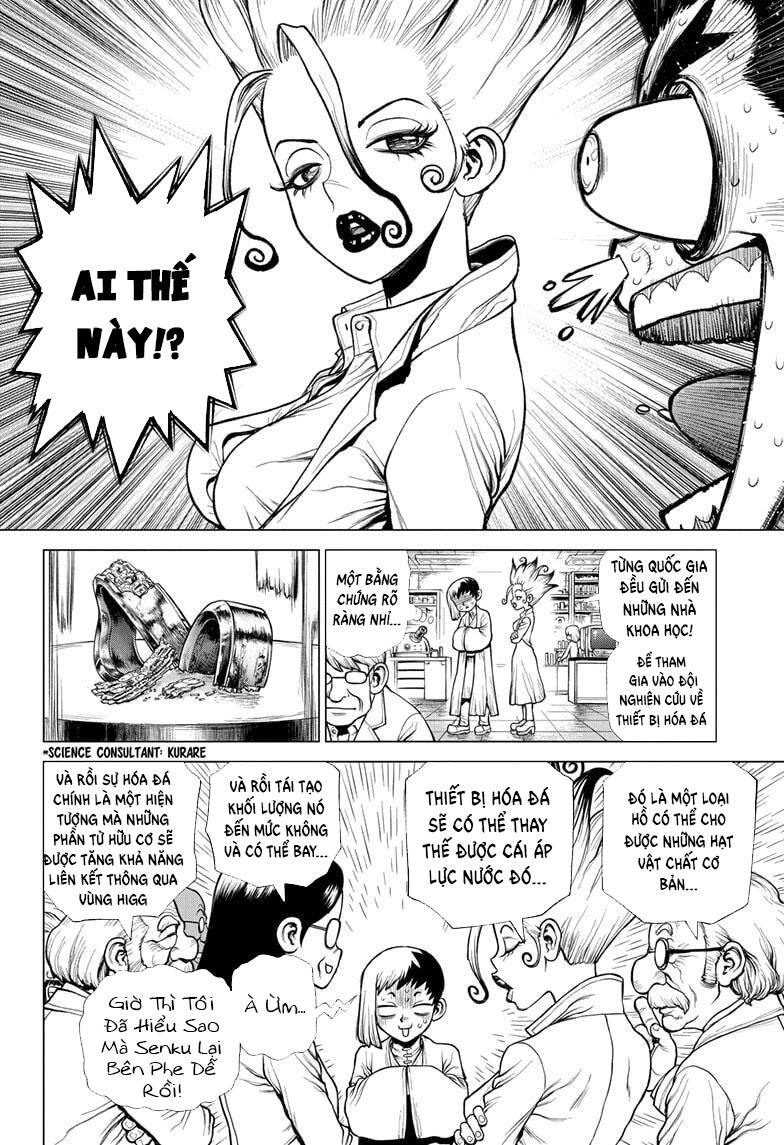 AI THẾ
NÀY!?
TỪNG QUỐC GIA
ĐỀU GỬI ĐẾN
NHỮNG NHÀ
KHOA HỌC!
ĐỂ THAM
GIA VÀO ĐỘI
NGHIÊN CỨU VỀ
THIẾT BỊ HÓA ĐÁ
MỘT BẰNG
CHỨNG RÕ
RÀNG NHỈ...
*SCIENCE CONSULTANT: KURARE
ĐÓ LÀ MỘT LOẠI
HỒ CÓ THỂ CHO
ĐƯỢC NHỮNG HẠT
VẬT CHẤT CƠ
BẢN...
THIẾT BỊ HÓA ĐÁ
SẼ CÓ THỂ THAY
THẾ ĐƯỢC CÁI ÁP
LỰC NƯỚC ĐÓ...
VÀ RỒI TÁI TẠO
KHỐI LƯỢNG NÓ
ĐẾN MỨC KHÔNG
VÀ CÓ THỂ BAY...
VÀ RỒI SỰ HÓA ĐÁ
CHÍNH LÀ MỘT HIỆN
TƯỢNG MÀ NHỮNG
PHẦN TỬ HỮU CƠ SẼ
ĐƯỢC TĂNG KHẢ NĂNG
LIÊN KẾT THÔNG QUA
VÙNG HIGG
À Ừm...
Giờ Thì Tôi
Đã Hiểu Sao
Mà Senku Lại
Bên Phe Dễ
Rồi!